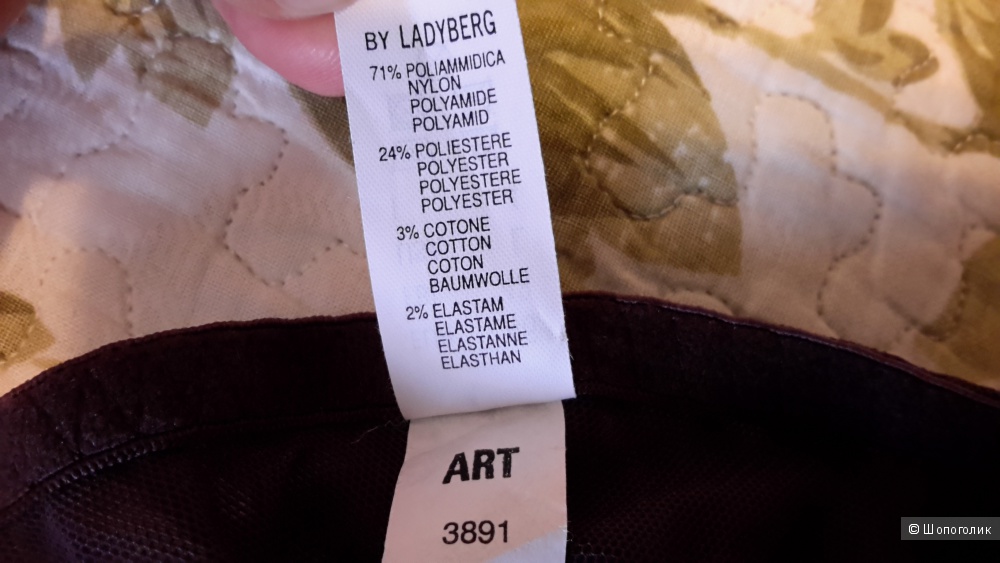 BY LADYBERG
71% POLIAMMIDICA
NYLON
POLYAMIDE
POLYAMID
24% POLIESTERE
POLYESTER
POLYESTERE
POLYESTER
3% COTONE
COTTON
COTON
BAUMWOLLE
2% ELASTAM
ELASTAME
ELASTANNE
ELASTHAN
ART
3891
© Шопоголик